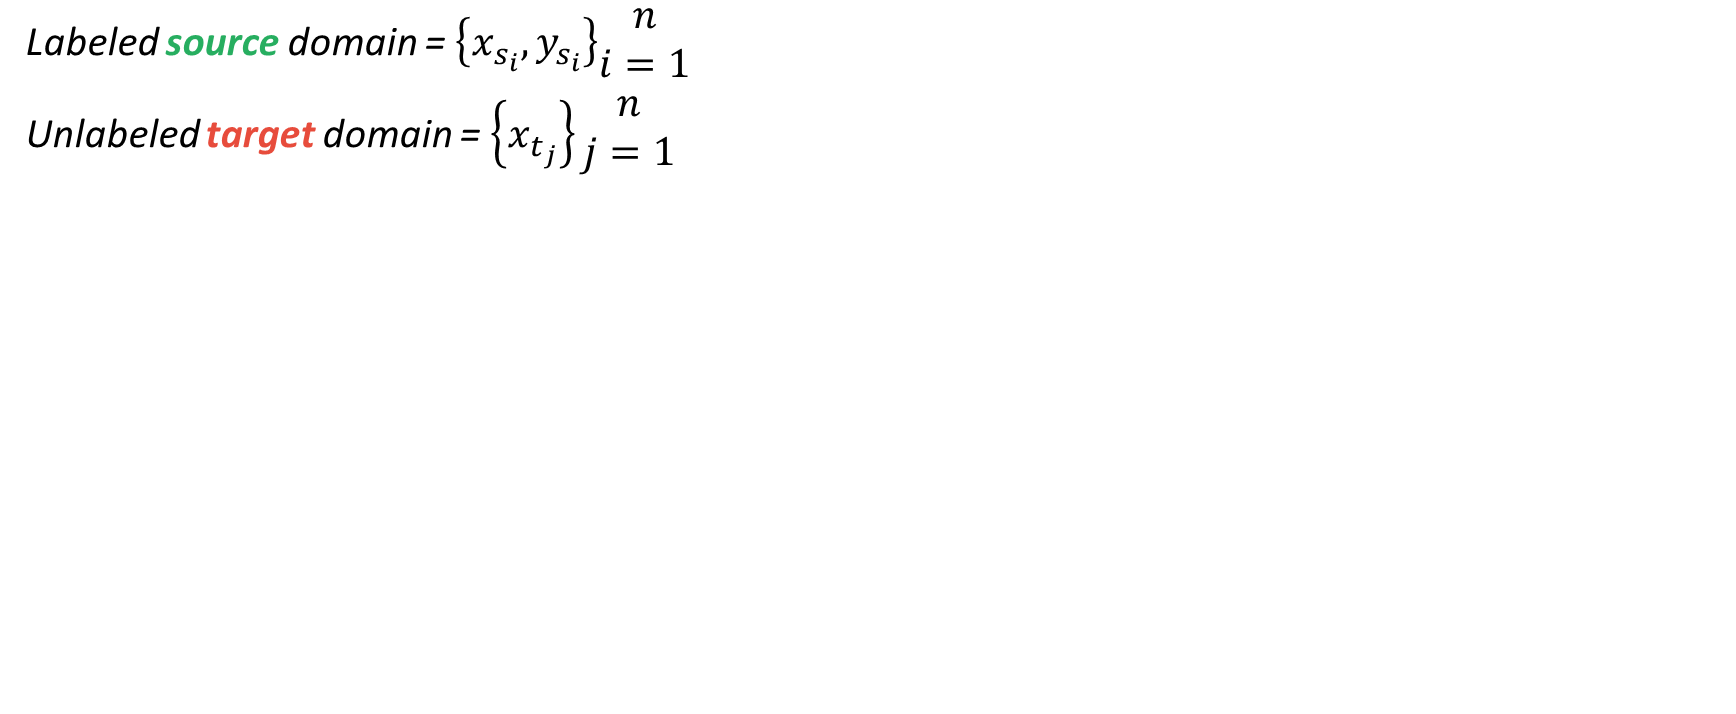 Labeled source domain = {x_{s_i}, y_{s_i}}_{i = 1}^{n}
Unlabeled target domain = {x_{t_j}}_{j = 1}^{n}